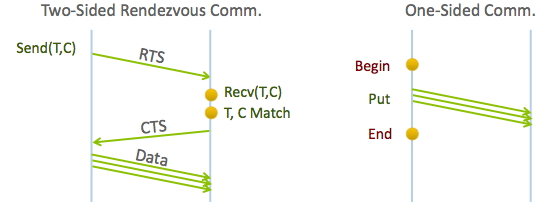 Two-Sided Rendezvous Comm.
Send(T,C)
RTS
Recv(T,C)
T, C Match
CTS
Data
One-Sided Comm.
Begin
Put
End